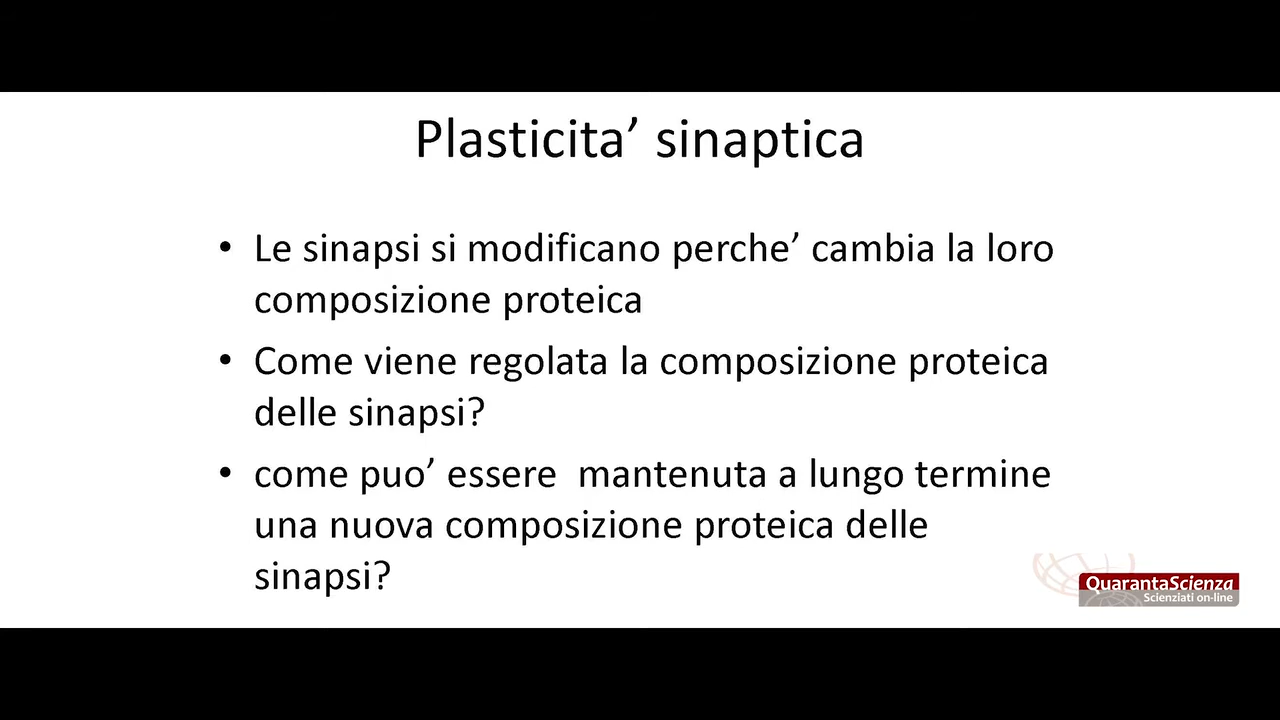 Plasticita’ sinaptica
• Le sinapsi si modificano perche’ cambia la loro
composizione proteica
• Come viene regolata la composizione proteica
delle sinapsi?
• come puo’ essere  mantenuta a lungo termine
una nuova composizione proteica delle
sinapsi?
QuarantaScienza
Scienziati on-line